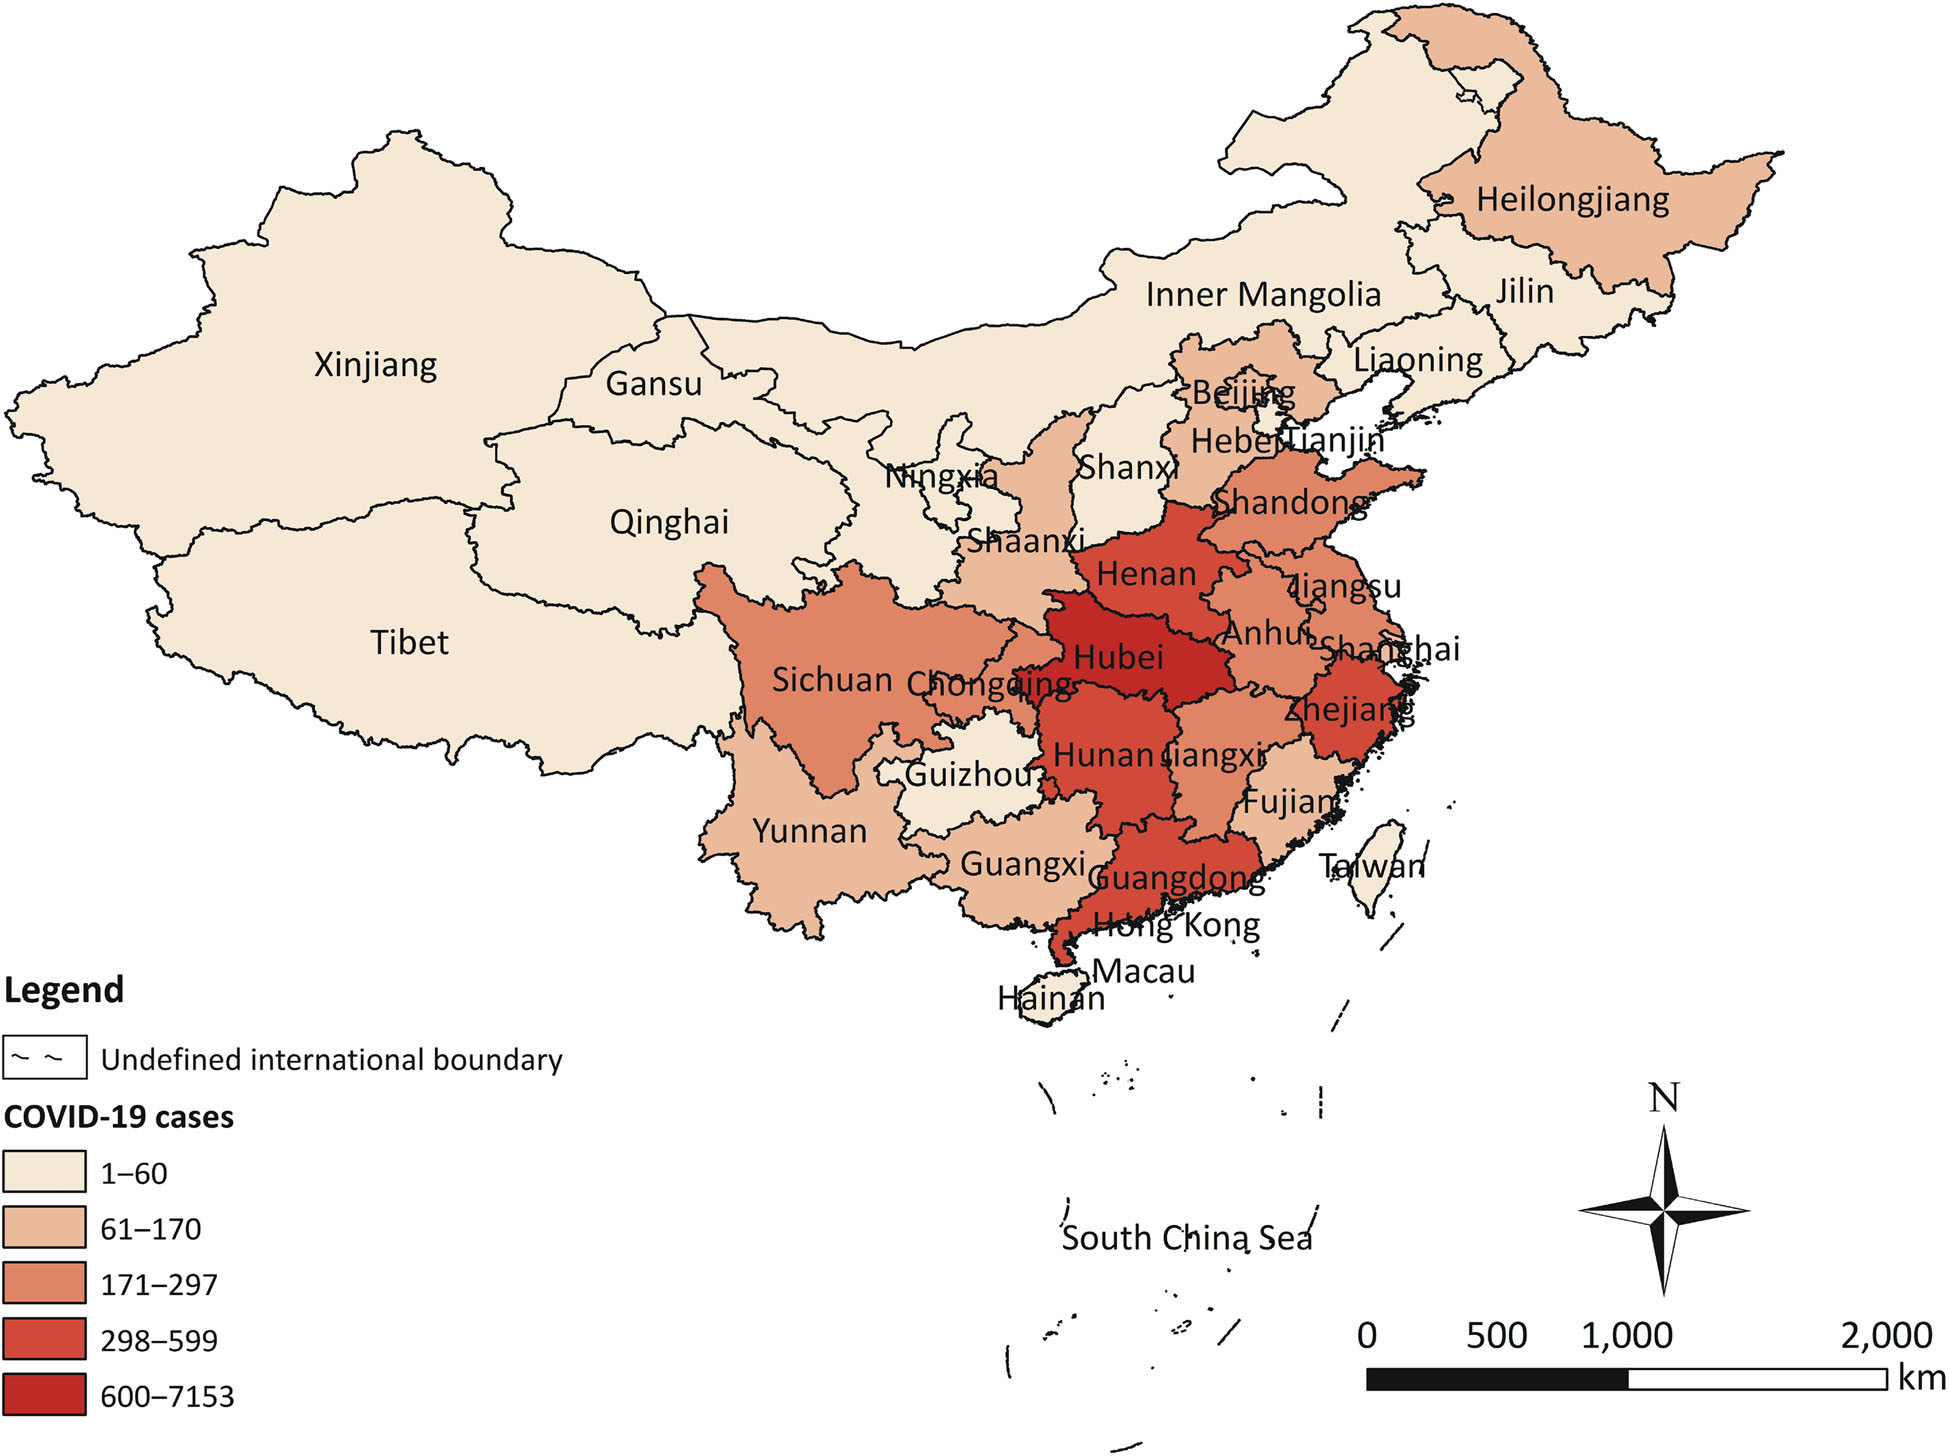 Heilongjiang
Inner Mangolia
Jilin
Xinjiang
Gansu
Liaoning
Beijing
Hebei
Tianjin
Ningxia
Shanxi
Shandong
Qinghai
Shaanxi
Henan
Jiangsu
Tibet
Anhui
Shanghai
Hubei
Sichuan
Chongqing
Zhejiang
Hunan
Jiangxi
Guizhou
Fujian
Yunnan
Guangxi
Guangdong
Taiwan
Hong Kong
Macau
Hainan
South China Sea
Legend
Undefined international boundary
COVID-19 cases
1–60
61–170
171–297
298–599
600–7153
N
0 500 1,000 2,000
km